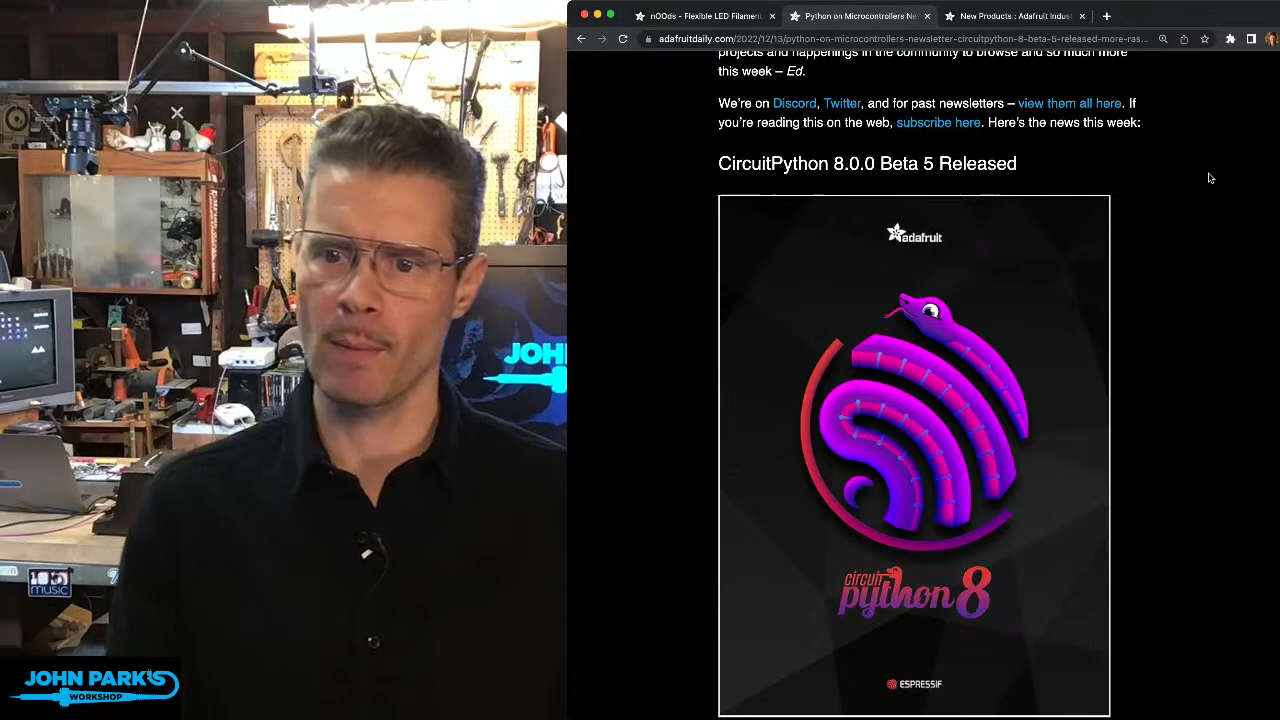 nOOds - Flexible LED Filament
Python on Microcontrollers Ne
New Products : Adafruit Indus
adafruitdaily.com/2022/12/13/python-on-microcontrollers-newsletter-circuitpython-8-beta-5-released-more-ras...
projects and happenings in the community to browse and so much more
this week – Ed.
We're on Discord, Twitter, and for past newsletters – view them all here. If
you're reading this on the web, subscribe here. Here's the news this week:
CircuitPython 8.0.0 Beta 5 Released
adafruit
circuit
python 8
ESPRESSIF
JOHN
MUSIC
JOHN PARK'S
WORKSHOP